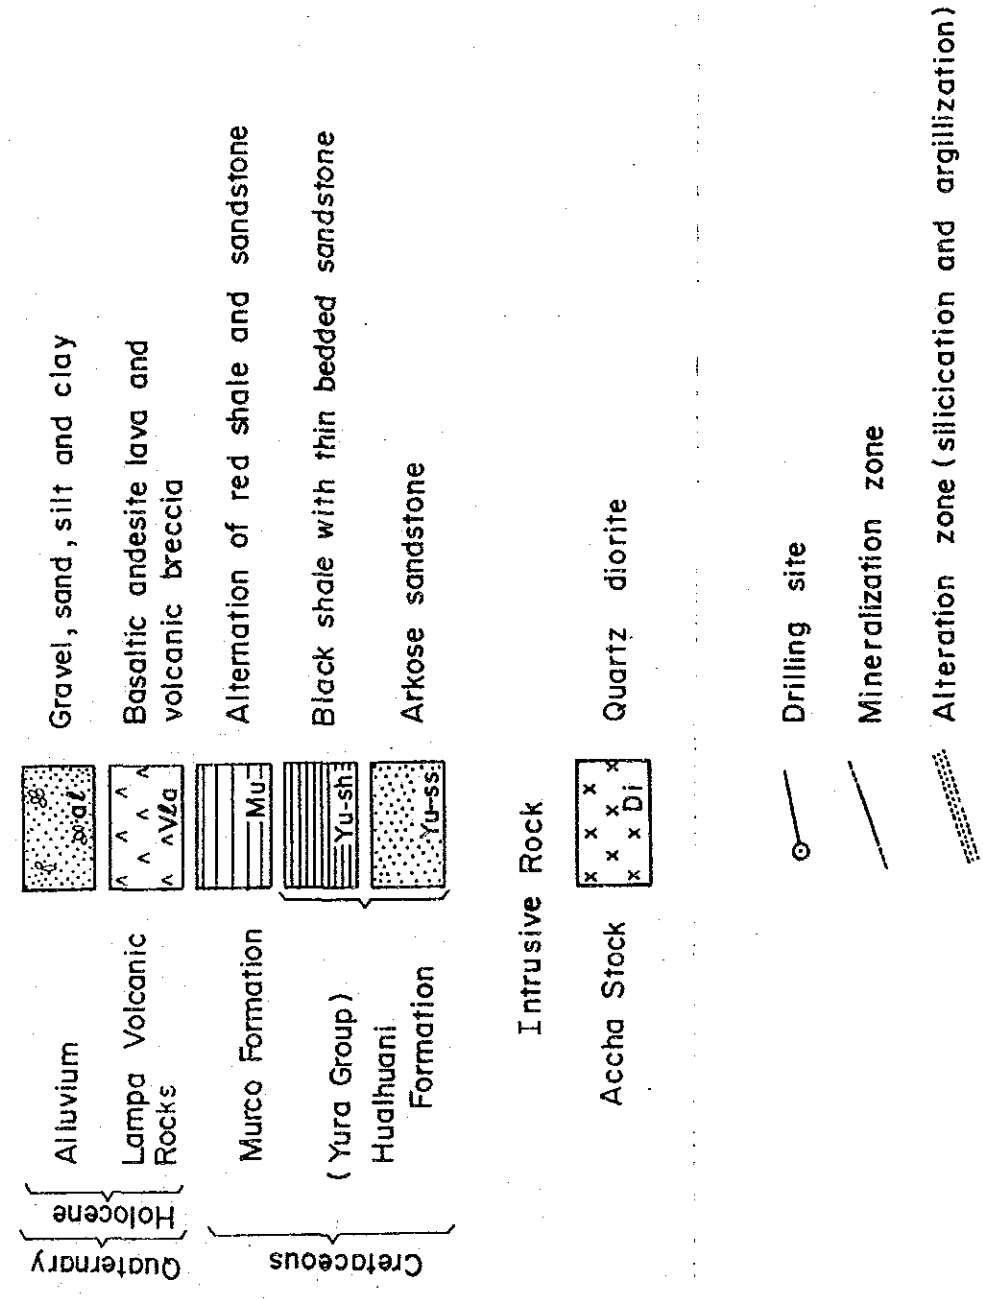 Quaternary
Holocene
Alluvium
al
Gravel, sand, silt and clay
Lampa Volcanic
Rocks
Vla
Basaltic andesite lava and
volcanic breccia
Cretaceous
Murco Formation
Mu
Alternation of red shale and sandstone
(Yura Group)
Hualhuani
Formation
Yu-sh
Black shale with thin bedded sandstone
Yu-ss
Arkose sandstone
Intrusive Rock
Accha Stock
Di
Quartz diorite
Drilling site
Mineralization zone
Alteration zone (silicication and argillization)